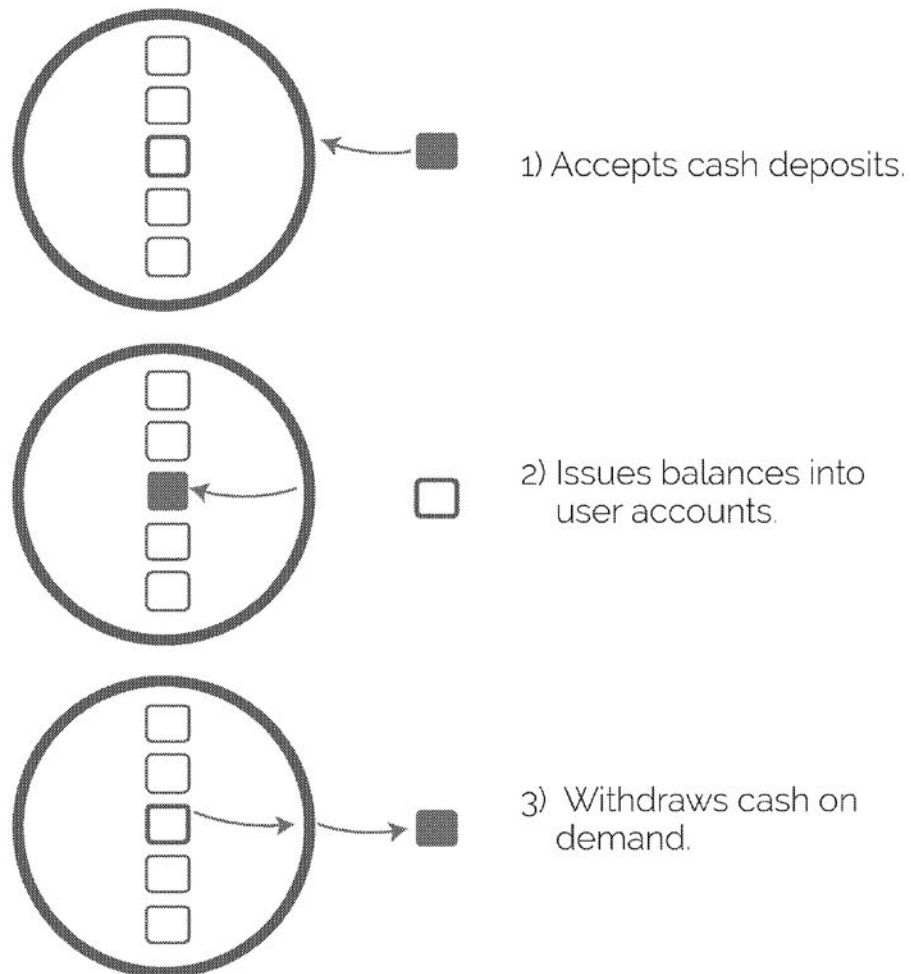 1) Accepts cash deposits.
2) Issues balances into
user accounts.
3) Withdraws cash on
demand.